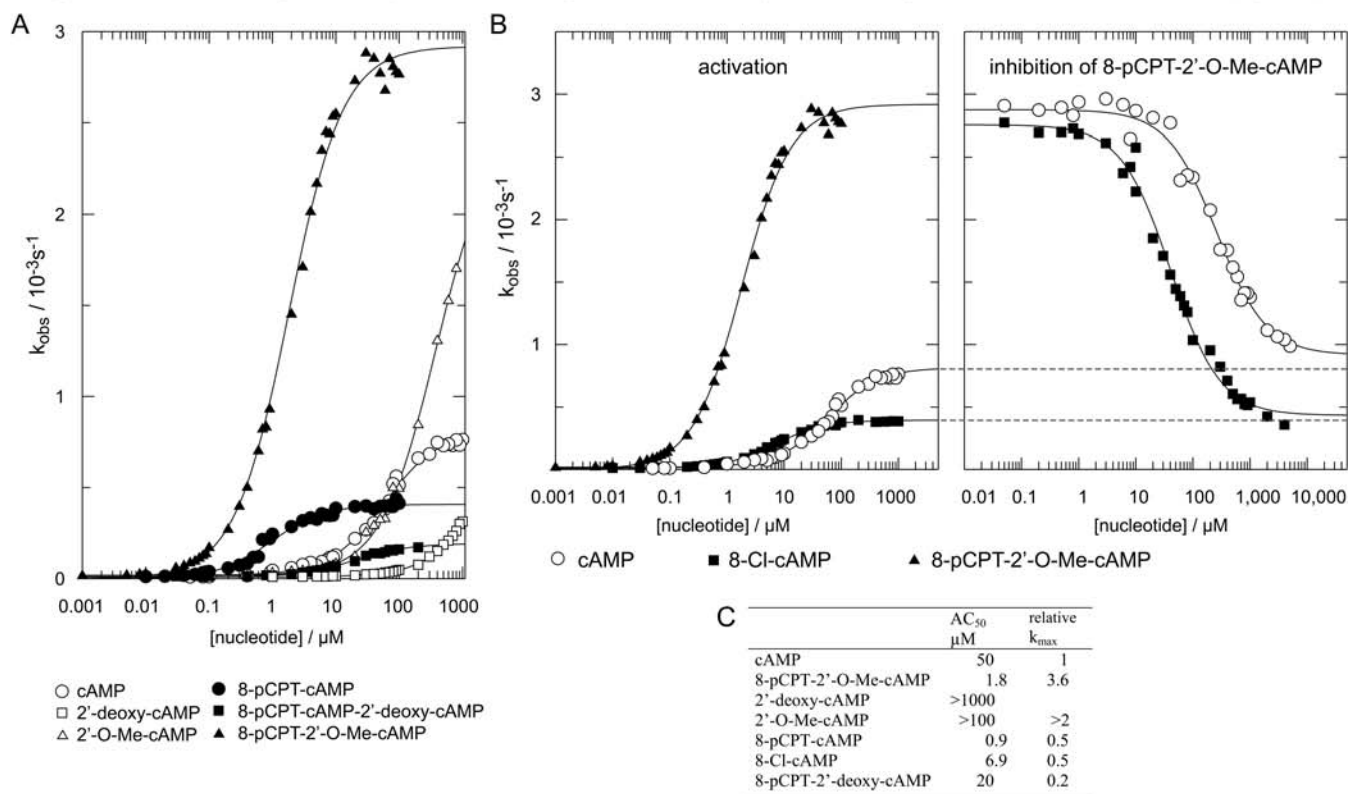 A
3
2
1
0
k_obs / 10^-3 s^-1
0.001 0.01 0.1 1 10 100 1000
[nucleotide] / µM
○ cAMP
□ 2'-deoxy-cAMP
△ 2'-O-Me-cAMP
● 8-pCPT-cAMP
■ 8-pCPT-cAMP-2'-deoxy-cAMP
▲ 8-pCPT-2'-O-Me-cAMP
B
activation
inhibition of 8-pCPT-2'-O-Me-cAMP
3
2
1
k_obs / 10^-3 s^-1
0.001 0.01 0.1 1 10 100 1000
0.01 0.1 1 10 100 1,000 10,000
[nucleotide] / µM
[nucleotide] / µM
○ cAMP ■ 8-Cl-cAMP ▲ 8-pCPT-2'-O-Me-cAMP
C
AC50 relative
µM kmax
cAMP 50 1
8-pCPT-2'-O-Me-cAMP 1.8 3.6
2'-deoxy-cAMP >1000
2'-O-Me-cAMP >100 >2
8-pCPT-cAMP 0.9 0.5
8-Cl-cAMP 6.9 0.5
8-pCPT-2'-deoxy-cAMP 20 0.2